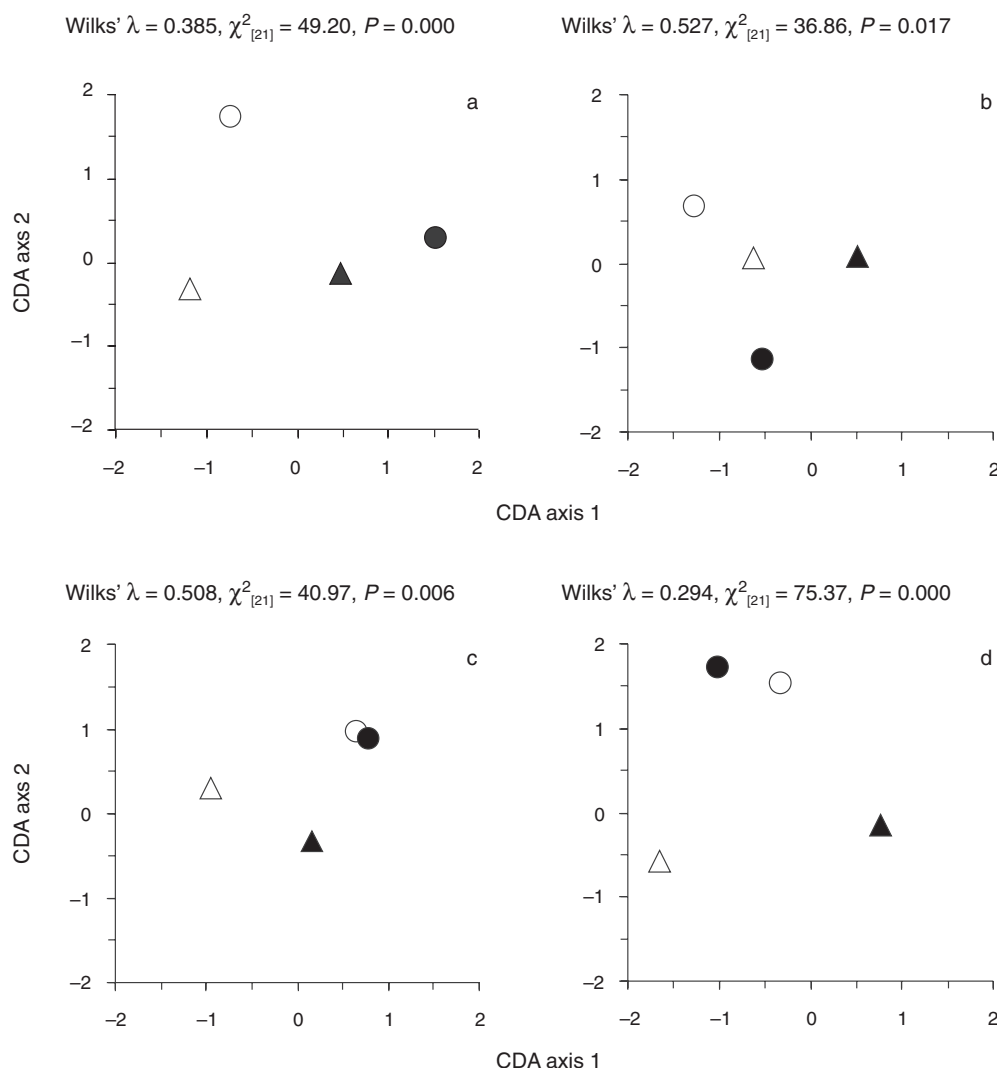 Wilks' λ = 0.385, χ²[21] = 49.20, P = 0.000
Wilks' λ = 0.527, χ²[21] = 36.86, P = 0.017
a
2
1
0
–1
–2
CDA axs 2
–2 –1 0 1 2
b
2
1
0
–1
–2
–2 –1 0 1 2
CDA axis 1
Wilks' λ = 0.508, χ²[21] = 40.97, P = 0.006
Wilks' λ = 0.294, χ²[21] = 75.37, P = 0.000
c
2
1
0
–1
–2
CDA axs 2
–2 –1 0 1 2
d
2
1
0
–1
–2
–2 –1 0 1 2
CDA axis 1